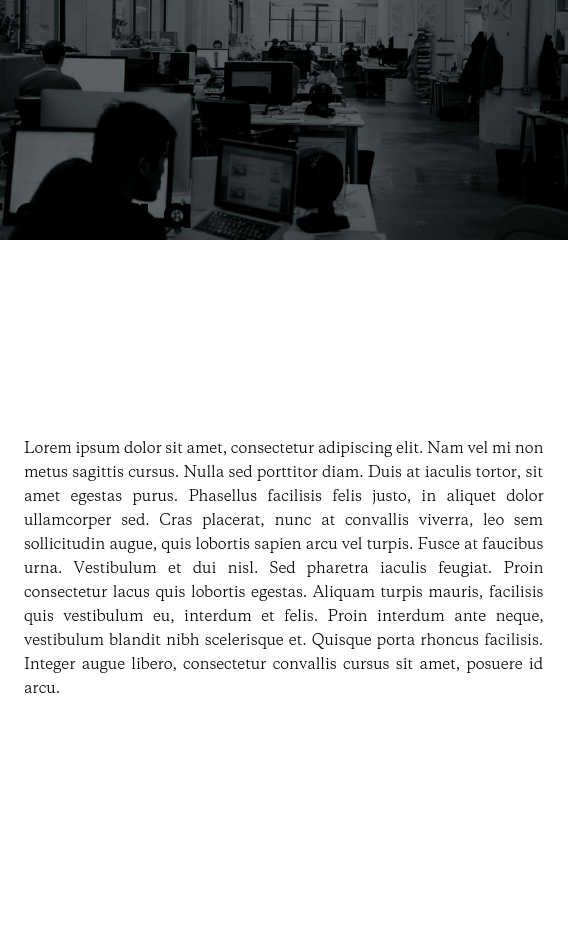 Lorem ipsum dolor sit amet, consectetur adipiscing elit. Nam vel mi non
metus sagittis cursus. Nulla sed porttitor diam. Duis at iaculis tortor, sit
amet egestas purus. Phasellus facilisis felis justo, in aliquet dolor
ullamcorper sed. Cras placerat, nunc at convallis viverra, leo sem
sollicitudin augue, quis lobortis sapien arcu vel turpis. Fusce at faucibus
urna. Vestibulum et dui nisl. Sed pharetra iaculis feugiat. Proin
consectetur lacus quis lobortis egestas. Aliquam turpis mauris, facilisis
quis vestibulum eu, interdum et felis. Proin interdum ante neque,
vestibulum blandit nibh scelerisque et. Quisque porta rhoncus facilisis.
Integer augue libero, consectetur convallis cursus sit amet, posuere id
arcu.